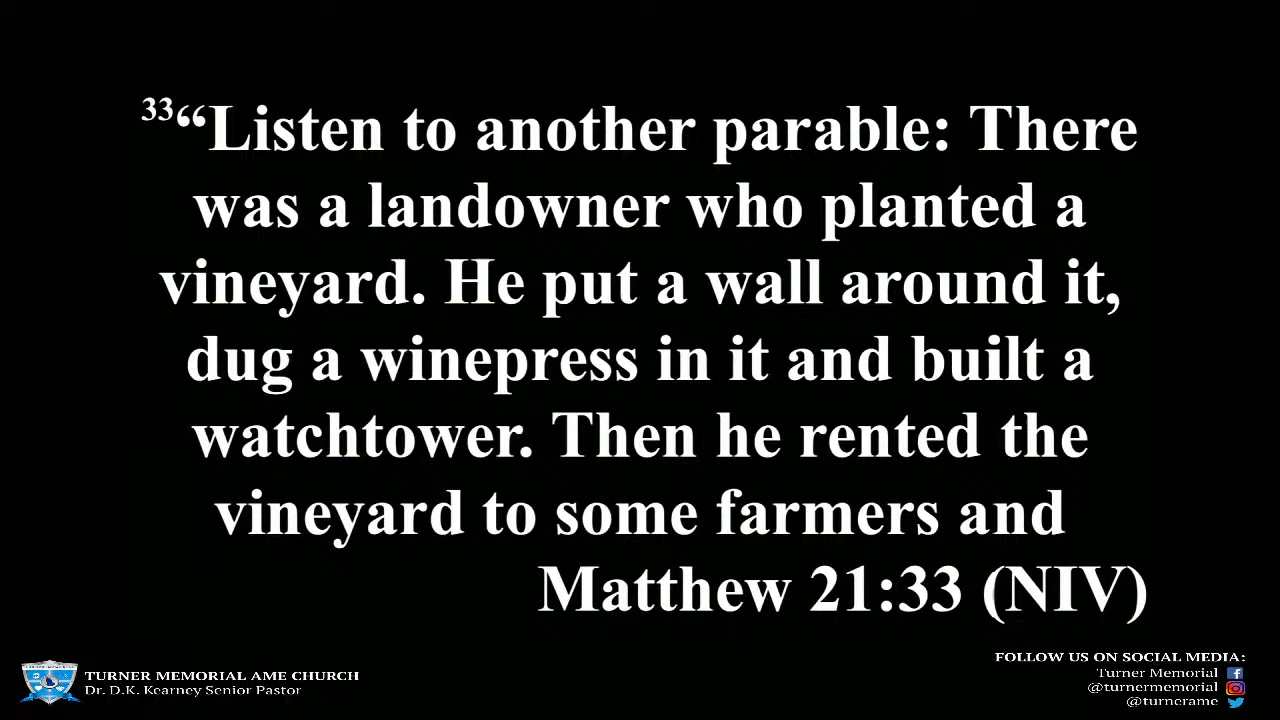 33“Listen to another parable: There
was a landowner who planted a
vineyard. He put a wall around it,
dug a winepress in it and built a
watchtower. Then he rented the
vineyard to some farmers and
Matthew 21:33 (NIV)
TURNER MEMORIAL AME CHURCH
Dr. D.K. Kearney Senior Pastor
FOLLOW US ON SOCIAL MEDIA:
Turner Memorial
@turnermemorial
@turnerame